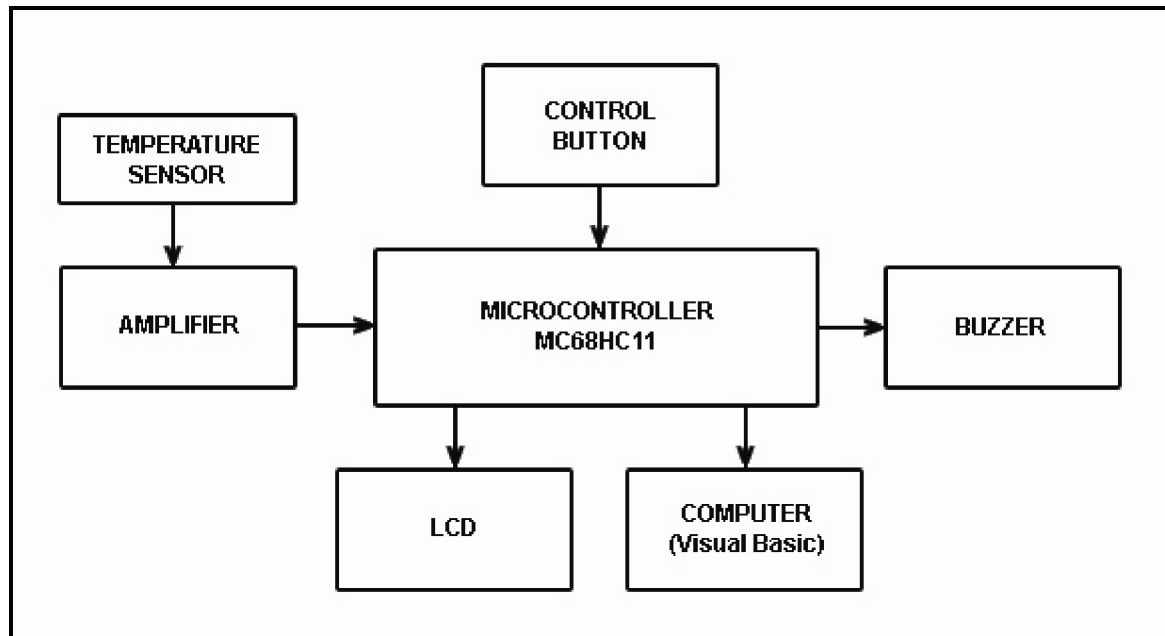 CONTROL
BUTTON
TEMPERATURE
SENSOR
AMPLIFIER
MICROCONTROLLER
MC68HC11
BUZZER
LCD
COMPUTER
(Visual Basic)